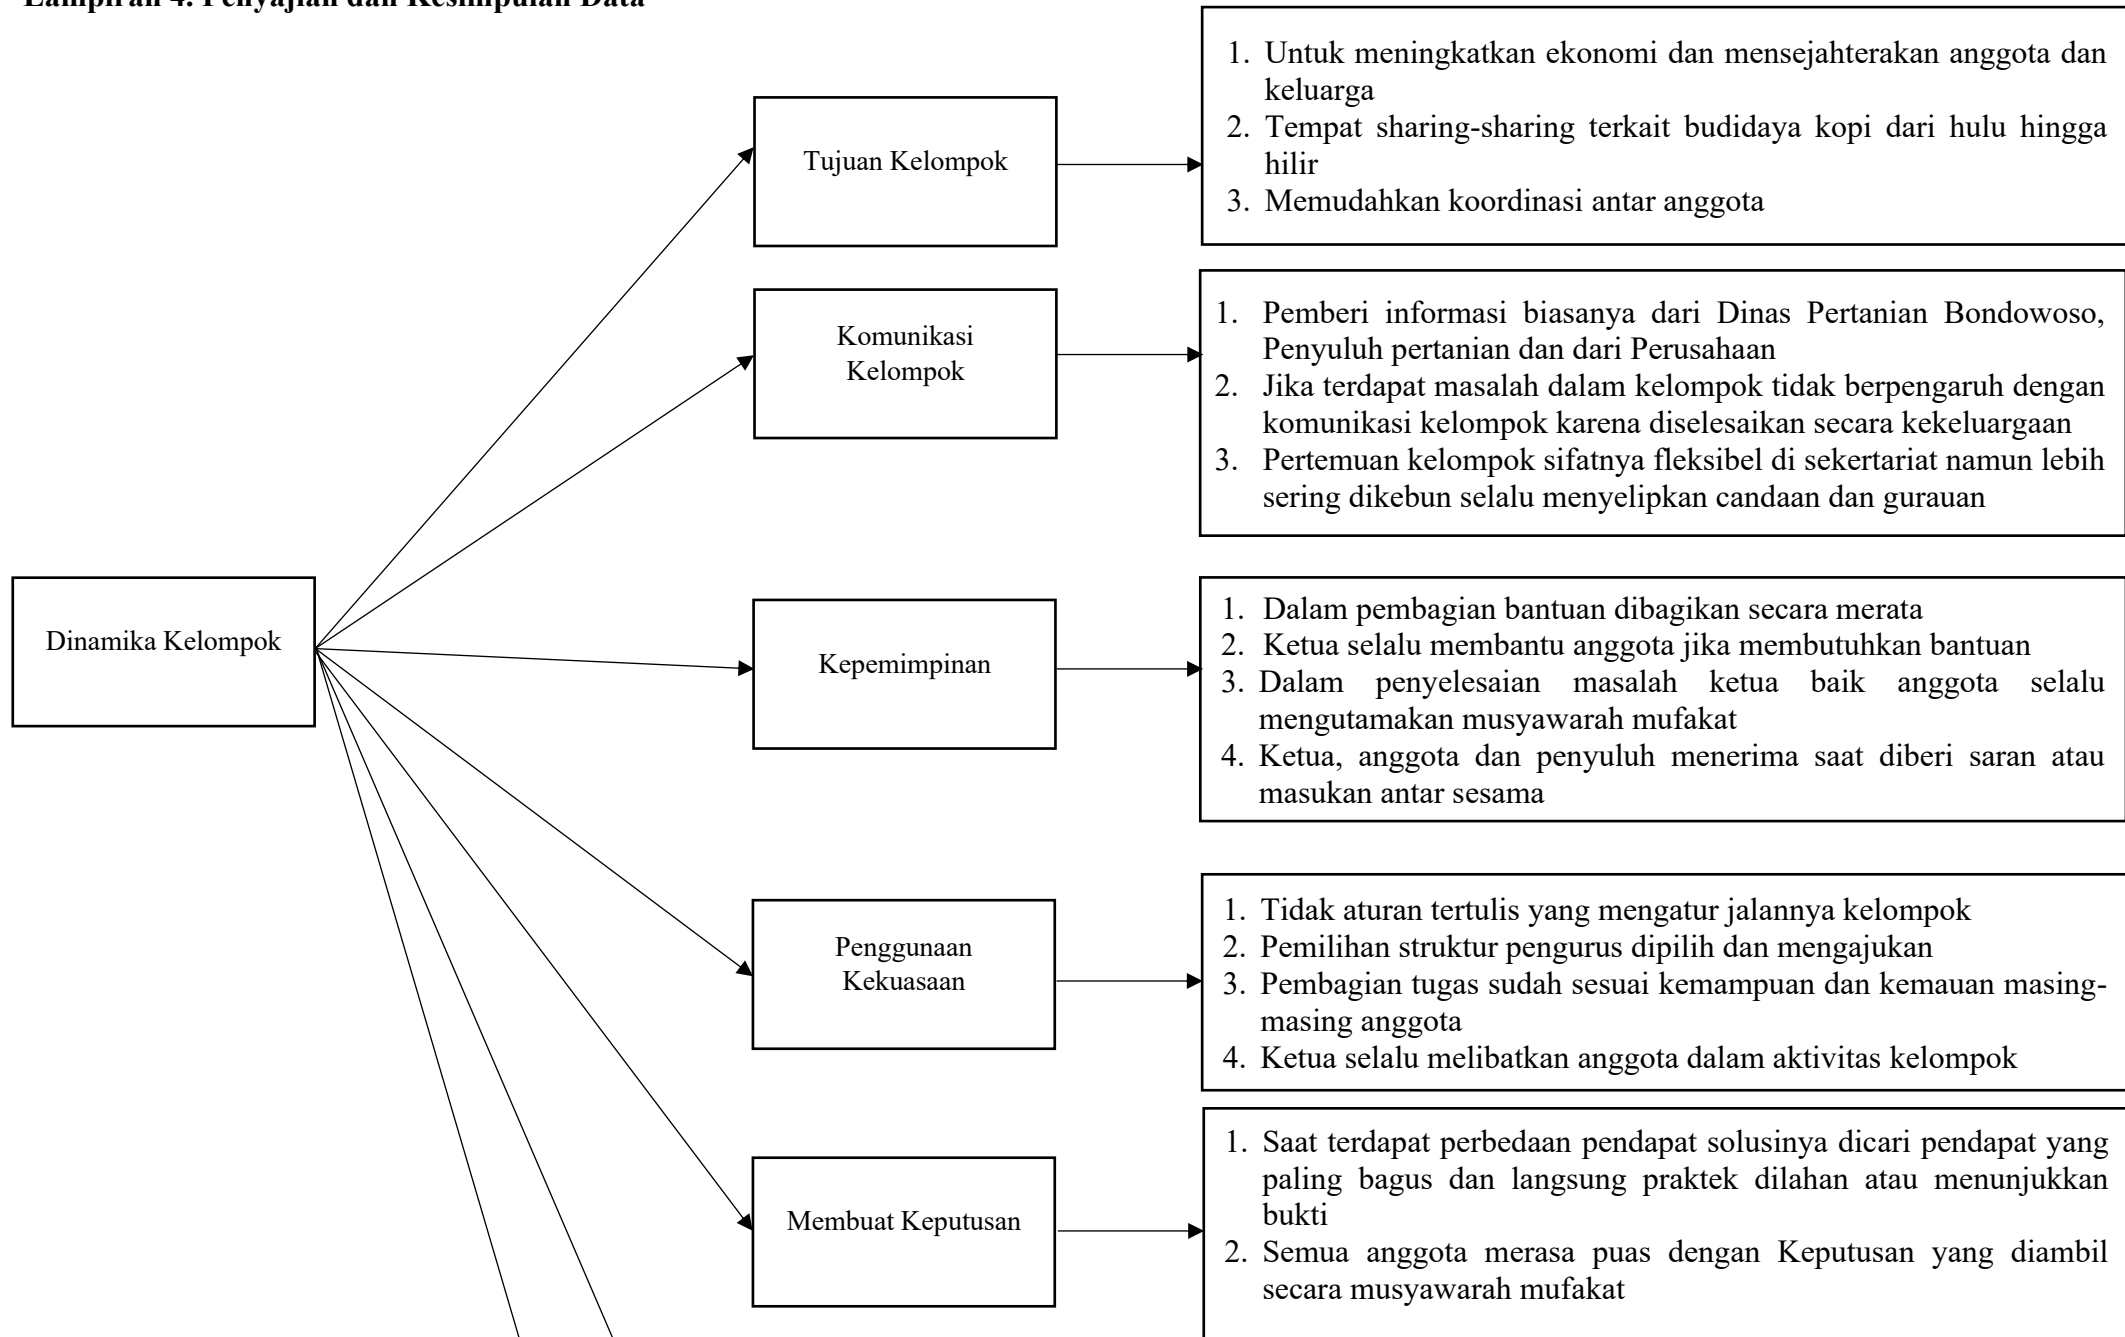 Lampiran 4. Penyajian dan Kesimpulan Data
Dinamika Kelompok
Tujuan Kelompok
1. Untuk meningkatkan ekonomi dan mensejahterakan anggota dan
keluarga
2. Tempat sharing-sharing terkait budidaya kopi dari hulu hingga
hilir
3. Memudahkan koordinasi antar anggota
Komunikasi
Kelompok
1. Pemberi informasi biasanya dari Dinas Pertanian Bondowoso,
Penyuluh pertanian dan dari Perusahaan
2. Jika terdapat masalah dalam kelompok tidak berpengaruh dengan
komunikasi kelompok karena diselesaikan secara kekeluargaan
3. Pertemuan kelompok sifatnya fleksibel di sekertariat namun lebih
sering dikebun selalu menyelipkan candaan dan gurauan
Kepemimpinan
1. Dalam pembagian bantuan dibagikan secara merata
2. Ketua selalu membantu anggota jika membutuhkan bantuan
3. Dalam penyelesaian masalah ketua baik anggota selalu
mengutamakan musyawarah mufakat
4. Ketua, anggota dan penyuluh menerima saat diberi saran atau
masukan antar sesama
Penggunaan
Kekuasaan
1. Tidak aturan tertulis yang mengatur jalannya kelompok
2. Pemilihan struktur pengurus dipilih dan mengajukan
3. Pembagian tugas sudah sesuai kemampuan dan kemauan masing-
masing anggota
4. Ketua selalu melibatkan anggota dalam aktivitas kelompok
Membuat Keputusan
1. Saat terdapat perbedaan pendapat solusinya dicari pendapat yang
paling bagus dan langsung praktek dilahan atau menunjukkan
bukti
2. Semua anggota merasa puas dengan Keputusan yang diambil
secara musyawarah mufakat